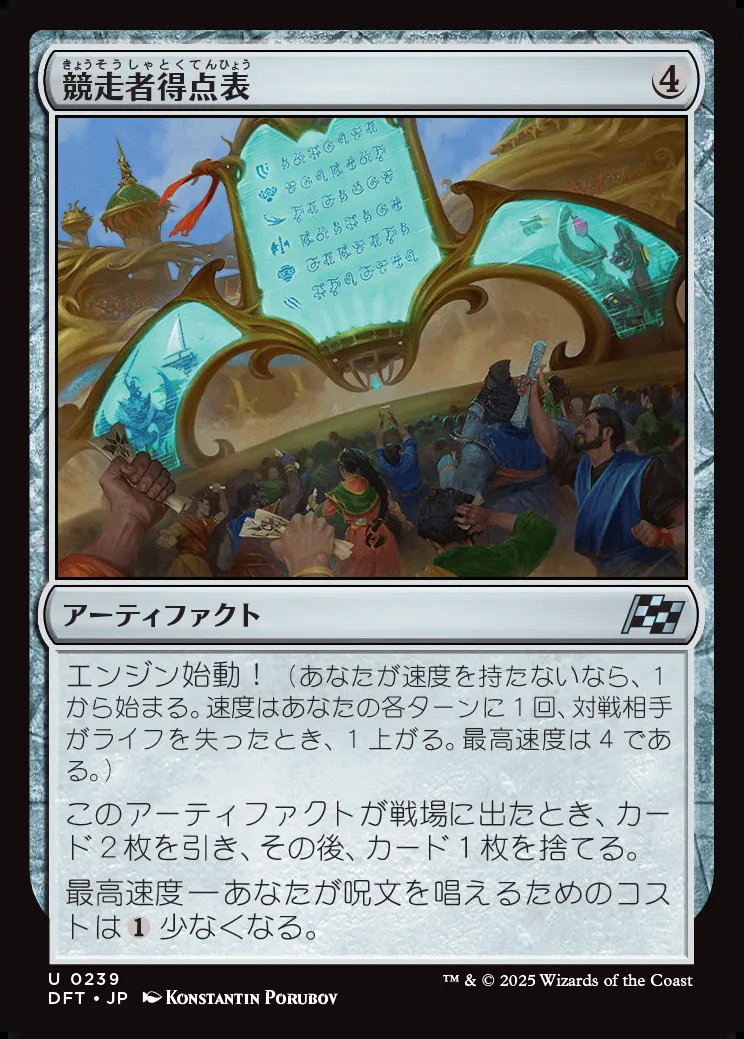 きょうそうしゃとくてんひょう
競走者得点表 4
アーティファクト
エンジン始動！（あなたが速度を持たないなら、1
から始まる。速度はあなたの各ターンに1回、対戦相手
がライフを失ったとき、1上がる。最高速度は4であ
る。）
このアーティファクトが戦場に出たとき、カー
ド2枚を引き、その後、カード1枚を捨てる。
最高速度 ― あなたが呪文を唱えるためのコス
トは1少なくなる。
U 0239
DFT • JP KONSTANTIN PORUBOV
™ & © 2025 Wizards of the Coast